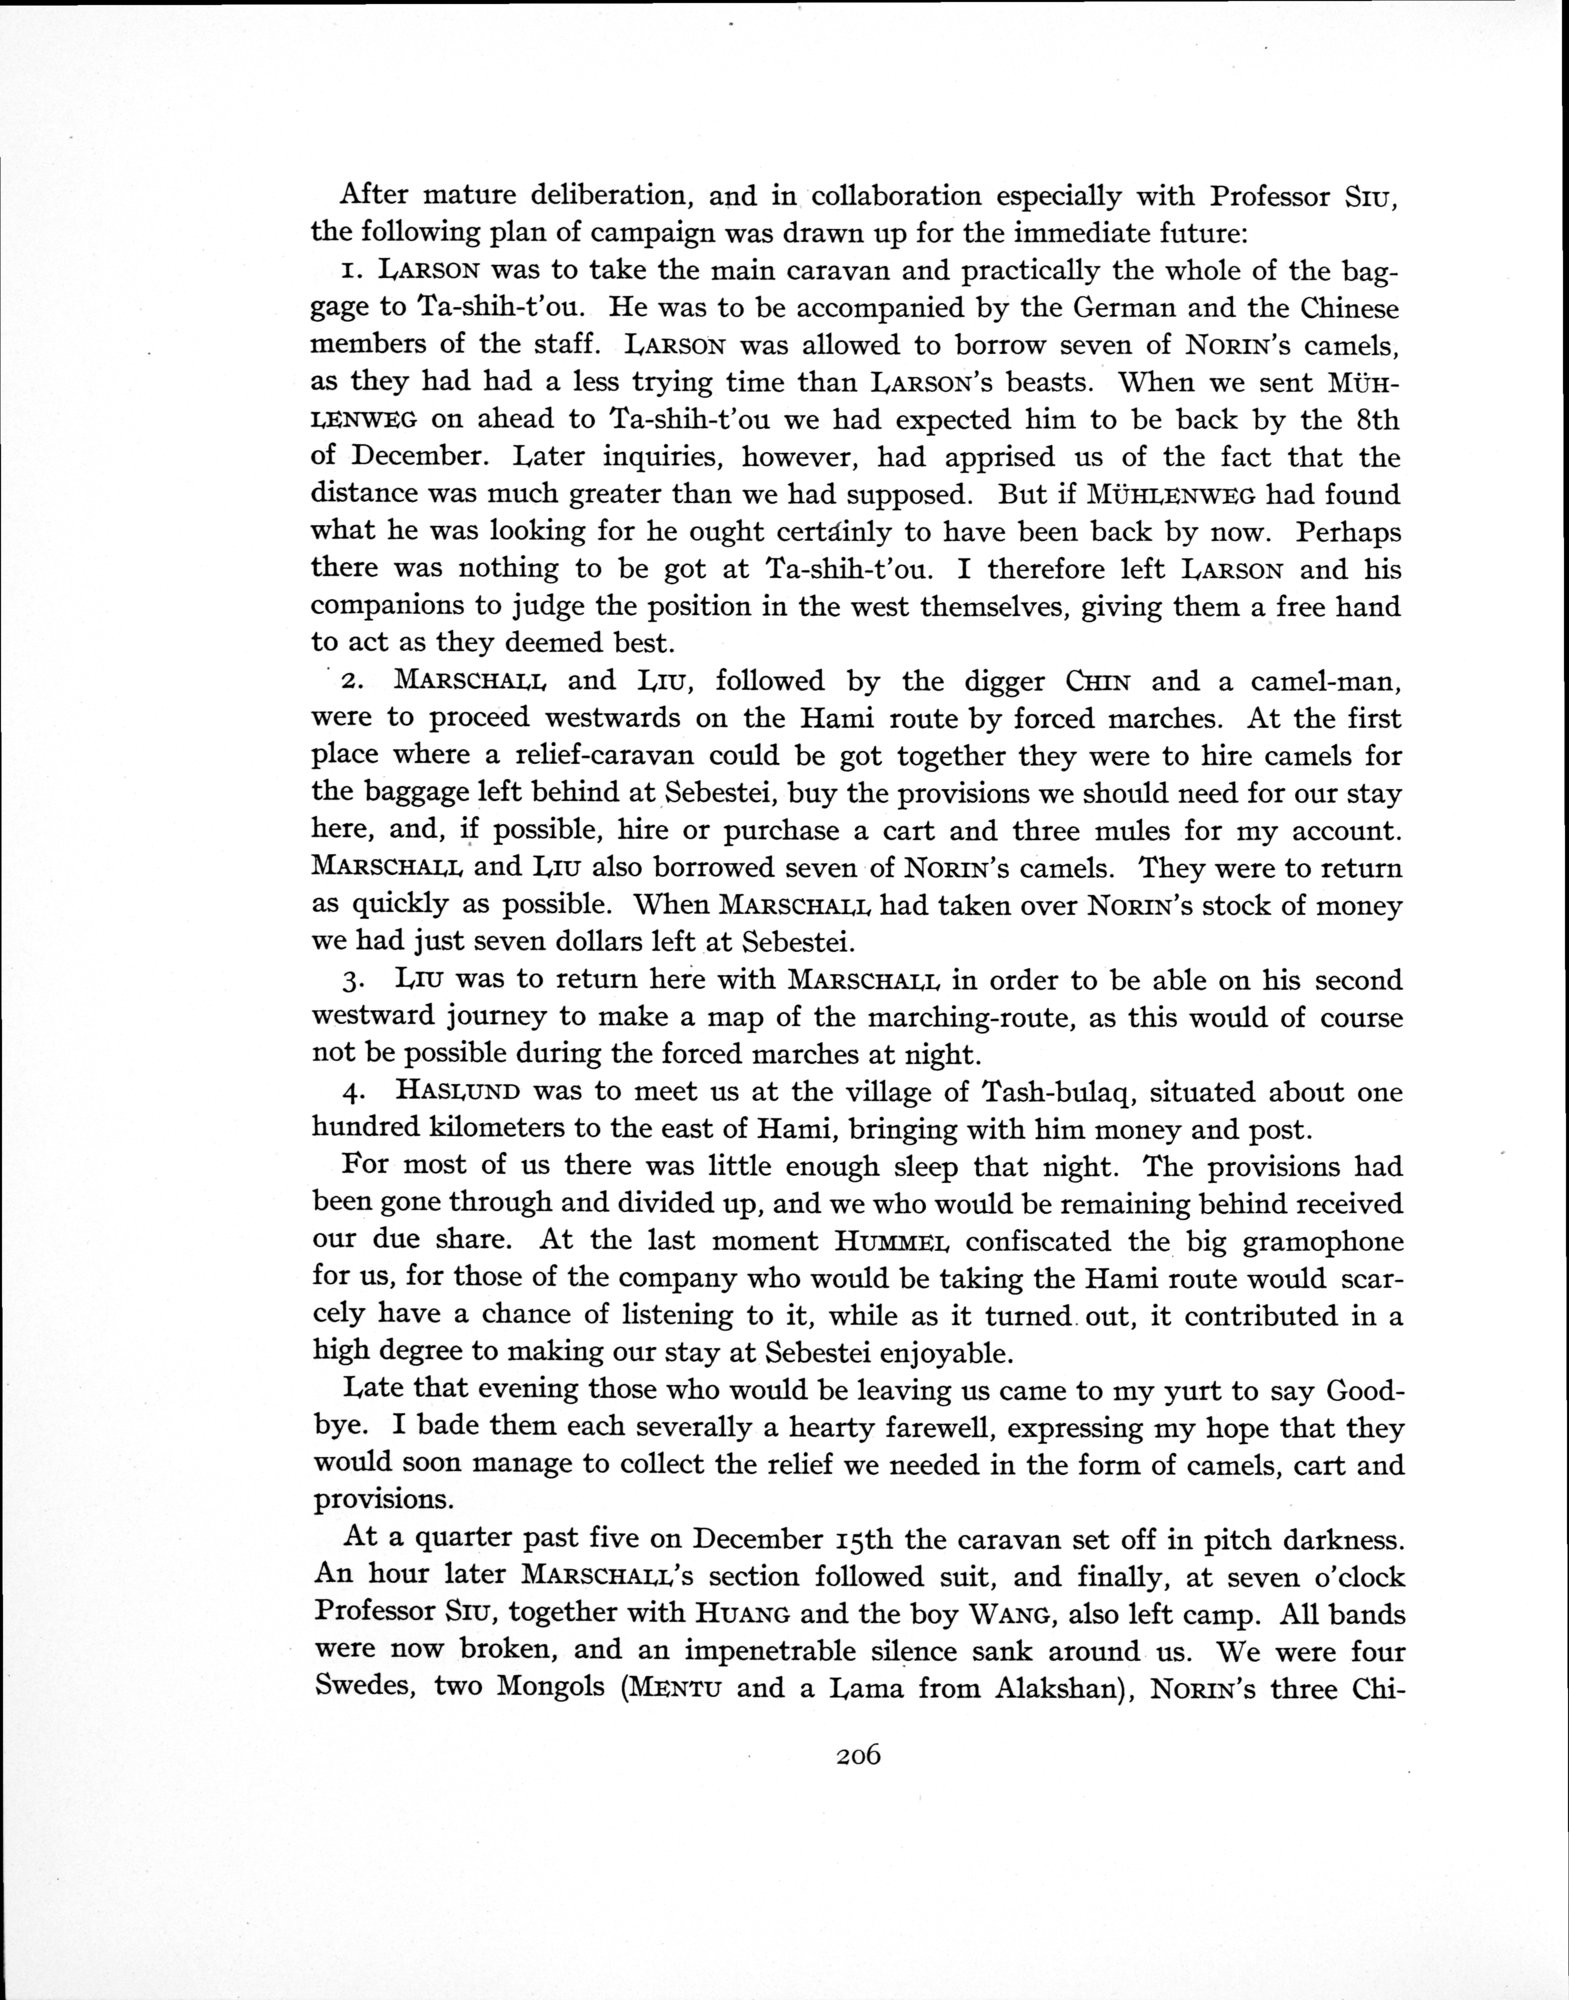 After mature deliberation, and in collaboration especially with Professor SIU,
the following plan of campaign was drawn up for the immediate future:
1. LARSON was to take the main caravan and practically the whole of the bag-
gage to Ta-shih-t'ou. He was to be accompanied by the German and the Chinese
members of the staff. LARSON was allowed to borrow seven of NORIN's camels,
as they had had a less trying time than LARSON's beasts. When we sent MÜH-
LENWEG on ahead to Ta-shih-t'ou we had expected him to be back by the 8th
of December. Later inquiries, however, had apprised us of the fact that the
distance was much greater than we had supposed. But if MÜHLENWEG had found
what he was looking for he ought certainly to have been back by now. Perhaps
there was nothing to be got at Ta-shih-t'ou. I therefore left LARSON and his
companions to judge the position in the west themselves, giving them a free hand
to act as they deemed best.
2. MARSCHALL and LIU, followed by the digger CHIN and a camel-man,
were to proceed westwards on the Hami route by forced marches. At the first
place where a relief-caravan could be got together they were to hire camels for
the baggage left behind at Sebestei, buy the provisions we should need for our stay
here, and, if possible, hire or purchase a cart and three mules for my account.
MARSCHALL and LIU also borrowed seven of NORIN's camels. They were to return
as quickly as possible. When MARSCHALL had taken over NORIN's stock of money
we had just seven dollars left at Sebestei.
3. LIU was to return here with MARSCHALL in order to be able on his second
westward journey to make a map of the marching-route, as this would of course
not be possible during the forced marches at night.
4. HASLUND was to meet us at the village of Tash-bulaq, situated about one
hundred kilometers to the east of Hami, bringing with him money and post.
For most of us there was little enough sleep that night. The provisions had
been gone through and divided up, and we who would be remaining behind received
our due share. At the last moment HUMMEL confiscated the big gramophone
for us, for those of the company who would be taking the Hami route would scar-
cely have a chance of listening to it, while as it turned out, it contributed in a
high degree to making our stay at Sebestei enjoyable.
Late that evening those who would be leaving us came to my yurt to say Good-
bye. I bade them each severally a hearty farewell, expressing my hope that they
would soon manage to collect the relief we needed in the form of camels, cart and
provisions.
At a quarter past five on December 15th the caravan set off in pitch darkness.
An hour later MARSCHALL's section followed suit, and finally, at seven o'clock
Professor SIU, together with HUANG and the boy WANG, also left camp. All bands
were now broken, and an impenetrable silence sank around us. We were four
Swedes, two Mongols (MENTU and a Lama from Alakshan), NORIN's three Chi-
206